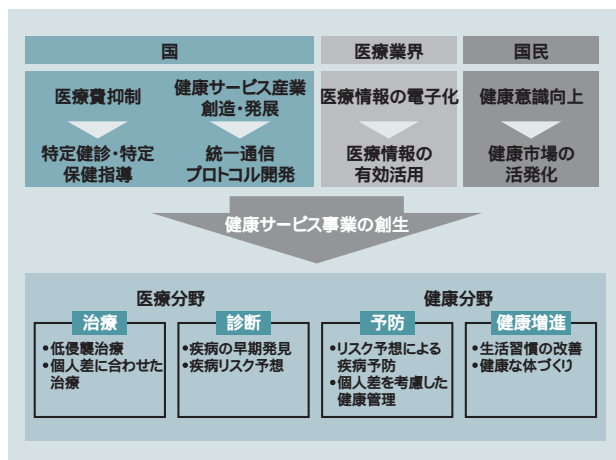 国
医療業界
国民
医療費抑制
健康サービス産業
創造・発展
医療情報の電子化
健康意識向上
特定健診・特定
保健指導
統一通信
プロトコル開発
医療情報の
有効活用
健康市場の
活発化
健康サービス事業の創生
医療分野
健康分野
治療
•低侵襲治療
•個人差に合わせた
治療
診断
•疾病の早期発見
•疾病リスク予想
予防
•リスク予想による
疾病予防
•個人差を考慮した
健康管理
健康増進
•生活習慣の改善
•健康な体づくり